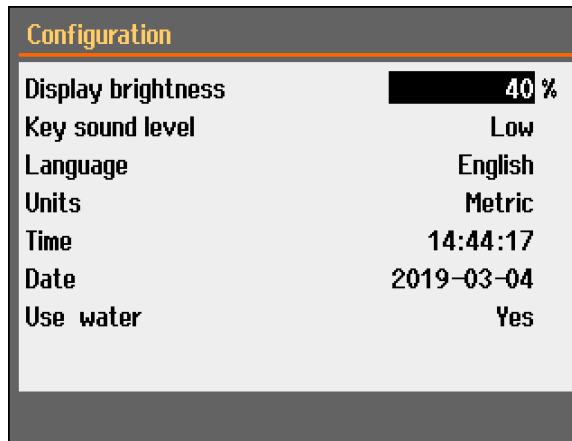 Configuration
Display brightness 40 %
Key sound level Low
Language English
Units Metric
Time 14:44:17
Date 2019-03-04
Use water Yes